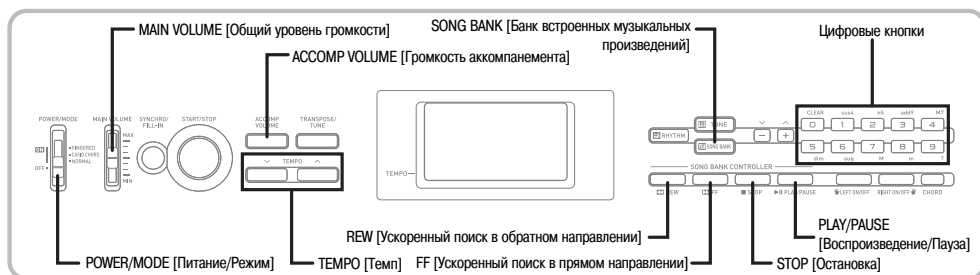 MAIN VOLUME [Общий уровень громкости]
SONG BANK [Банк встроенных музыкальных
произведений]
Цифровые кнопки
ACCOMP VOLUME [Громкость аккомпанемента]
POWER/MODE
MAIN VOLUME
SYNCHRO/
FILL-IN
START/STOP
ACCOMP
VOLUME
TRANSPOSE/
TUNE
MAX
MIN
FINGERED
CASIO CHORD
NORMAL
OFF
TEMPO
TEMPO
TONE
RHYTHM
SONG BANK
CLEAR sus4 add9 M7
0 1 2 3 4
5 6 7 8 9
dim aug M m 7
SONG BANK CONTROLLER
REW FF STOP PLAY/PAUSE LEFT ON/OFF RIGHT ON/OFF CHORD
REW [Ускоренный поиск в обратном направлении]
PLAY/PAUSE
[Воспроизведение/Пауза]
POWER/MODE [Питание/Режим]
TEMPO [Темп]
FF [Ускоренный поиск в прямом направлении]
STOP [Остановка]